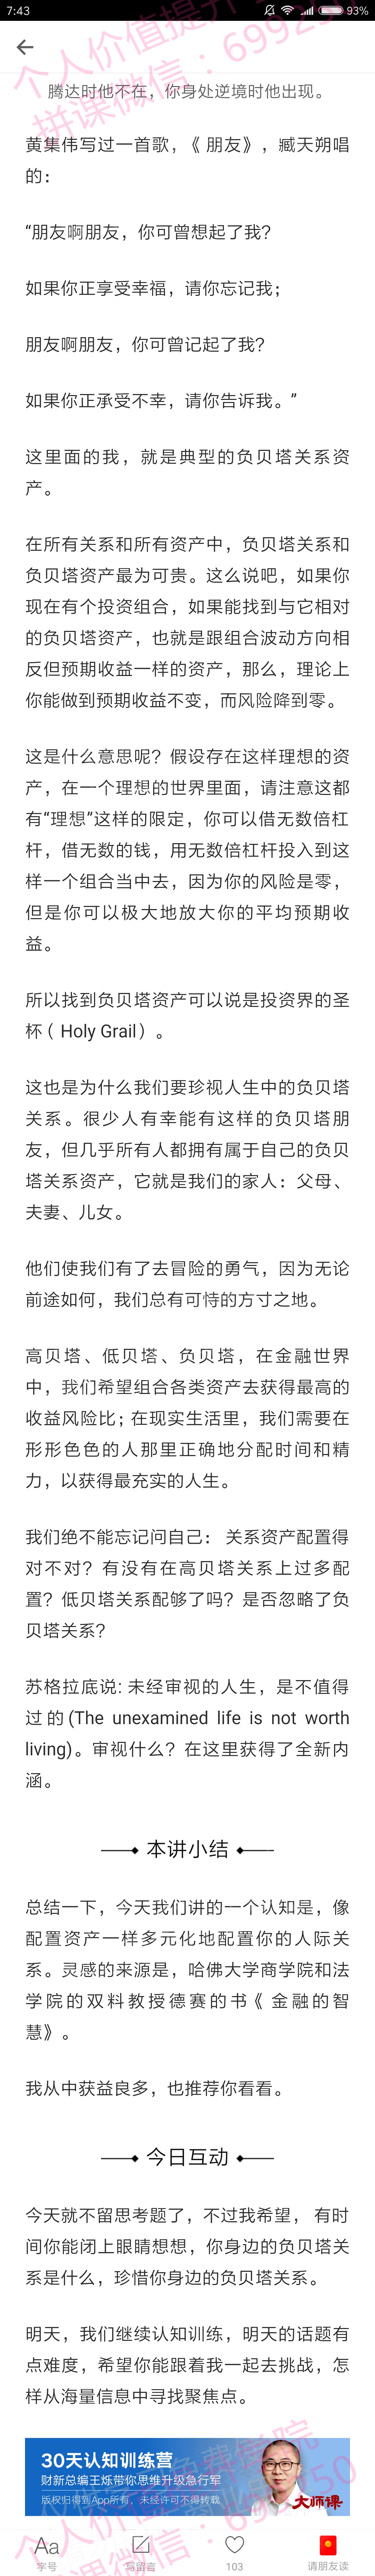 7:43
93%
个人价值提升
拼课微信：699250
腾达时他不在，你身处逆境时他出现。
黄集伟写过一首歌，《 朋友》，臧天朔唱
的：
“朋友啊朋友，你可曾想起了我？
如果你正享受幸福，请你忘记我；
朋友啊朋友，你可曾记起了我？
如果你正承受不幸，请你告诉我。”
这里面的我，就是典型的负贝塔关系资
产。
在所有关系和所有资产中，负贝塔关系和
负贝塔资产最为可贵。这么说吧，如果你
现在有个投资组合，如果能找到与它相对
的负贝塔资产，也就是跟组合波动方向相
反但预期收益一样的资产，那么，理论上
你能做到预期收益不变，而风险降到零。
这是什么意思呢？假设存在这样理想的资
产，在一个理想的世界里面，请注意这都
有“理想”这样的限定，你可以借无数倍杠
杆，借无数的钱，用无数倍杠杆投入到这
样一个组合当中去，因为你的风险是零，
但是你可以极大地放大你的平均预期收
益。
所以找到负贝塔资产可以说是投资界的圣
杯（ Holy Grail）。
这也是为什么我们要珍视人生中的负贝塔
关系。很少人有幸能有这样的负贝塔朋
友，但几乎所有人都拥有属于自己的负贝
塔关系资产，它就是我们的家人：父母、
夫妻、儿女。
他们使我们有了去冒险的勇气，因为无论
前途如何，我们总有可恃的方寸之地。
高贝塔、低贝塔、负贝塔，在金融世界
中，我们希望组合各类资产去获得最高的
收益风险比；在现实生活里，我们需要在
形形色色的人那里正确地分配时间和精
力，以获得最充实的人生。
我们绝不能忘记问自己： 关系资产配置得
对不对？有没有在高贝塔关系上过多配
置？低贝塔关系配够了吗？是否忽略了负
贝塔关系？
苏格拉底说: 未经审视的人生，是不值得
过的(The unexamined life is not worth
living)。审视什么？在这里获得了全新内
涵。
本讲小结
总结一下，今天我们讲的一个认知是，像
配置资产一样多元化地配置你的人际关
系。灵感的来源是，哈佛大学商学院和法
学院的双料教授德赛的书《 金融的智
慧》。
我从中获益良多，也推荐你看看。
今日互动
今天就不留思考题了，不过我希望， 有时
间你能闭上眼睛想想，你身边的负贝塔关
系是什么，珍惜你身边的负贝塔关系。
明天，我们继续认知训练，明天的话题有
点难度，希望你能跟着我一起去挑战，怎
样从海量信息中寻找聚焦点。
30天认知训练营
财新总编王烁带你思维升级急行军
版权归得到App所有，未经许可不得转载
大师课
Aa
字号
写留言
103
请朋友读